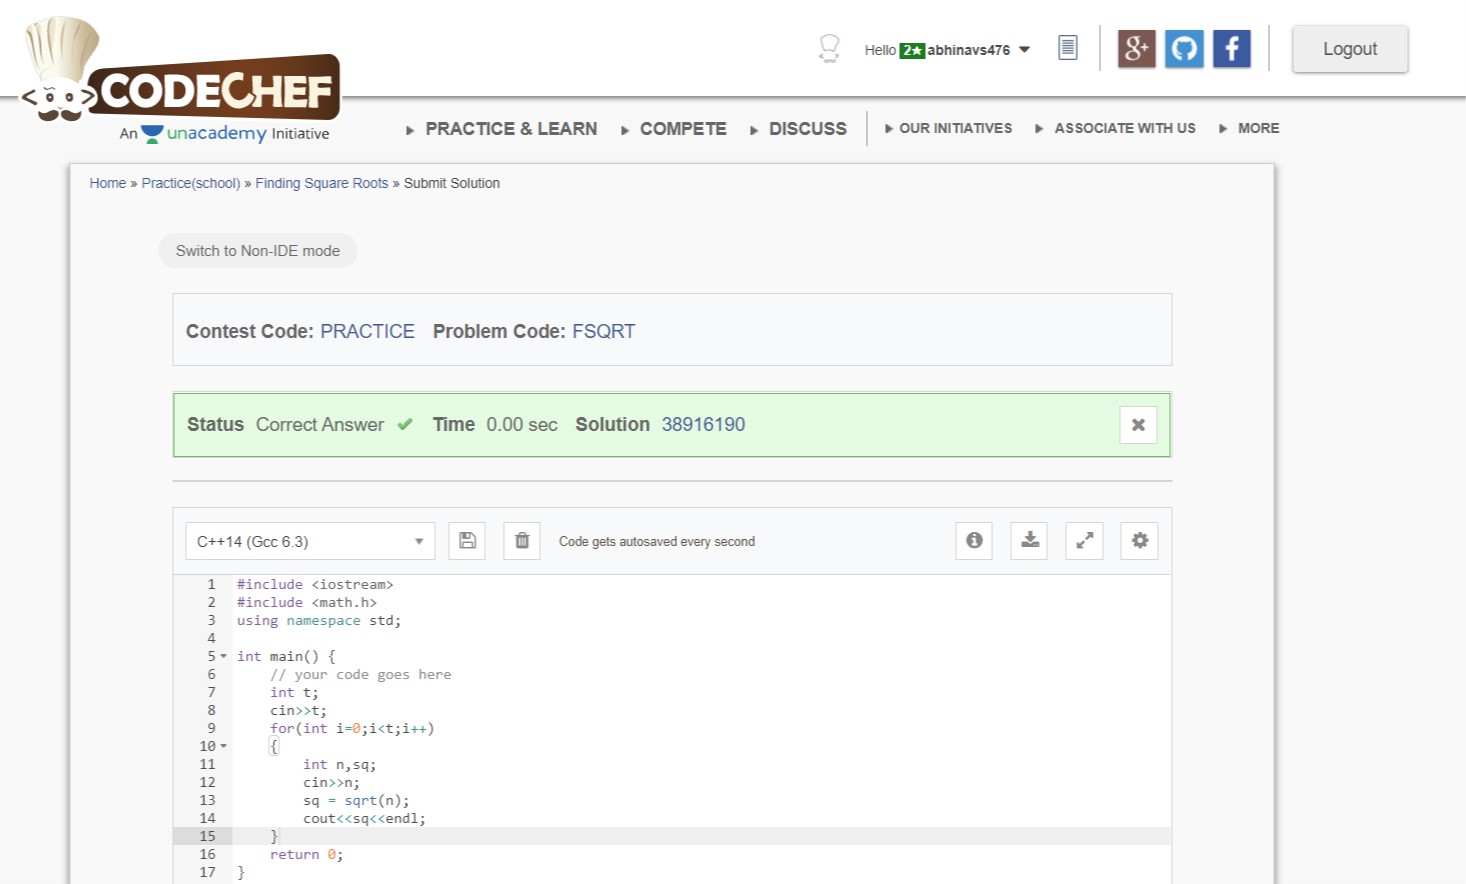 Hello 2★ abhinavs476
Logout
CODECHEF
An unacademy Initiative
PRACTICE & LEARN COMPETE DISCUSS OUR INITIATIVES ASSOCIATE WITH US MORE
Home » Practice(school) » Finding Square Roots » Submit Solution
Switch to Non-IDE mode
Contest Code: PRACTICE Problem Code: FSQRT
Status Correct Answer ✔ Time 0.00 sec Solution 38916190
C++14 (Gcc 6.3) Code gets autosaved every second
1 #include <iostream>
2 #include <math.h>
3 using namespace std;
4
5 int main() {
6 // your code goes here
7 int t;
8 cin>>t;
9 for(int i=0;i<t;i++)
10 {
11 int n,sq;
12 cin>>n;
13 sq = sqrt(n);
14 cout<<sq<<endl;
15 }
16 return 0;
17 }